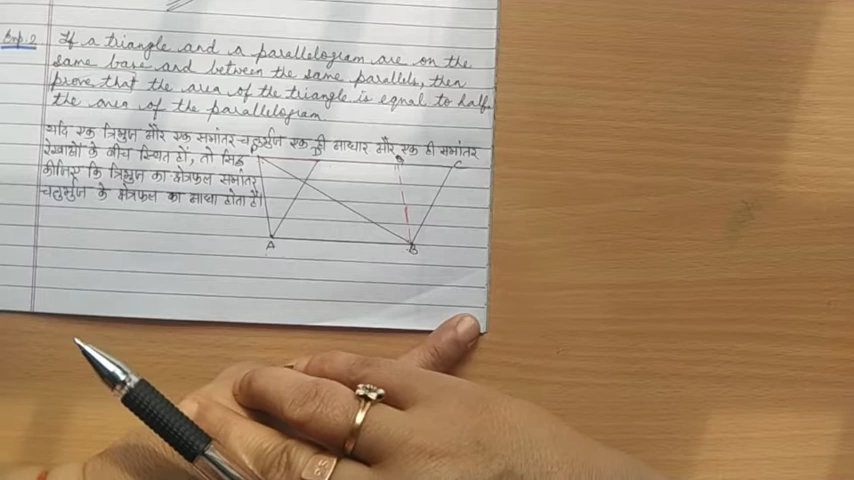 Exp. 2 If a triangle and a parallelogram are on the
same base and between the same parallels, then
prove that the area of the triangle is equal to half
the area of the parallelogram
यदि एक त्रिभुज और एक समांतर चतुर्भुज एक ही आधार और एक ही समांतर
रेखाओं के बीच स्थित हों, तो सिद्ध
कीजिए कि त्रिभुज का क्षेत्रफल समांतर
चतुर्भुज के क्षेत्रफल का आधा होता है।
P D C
A B